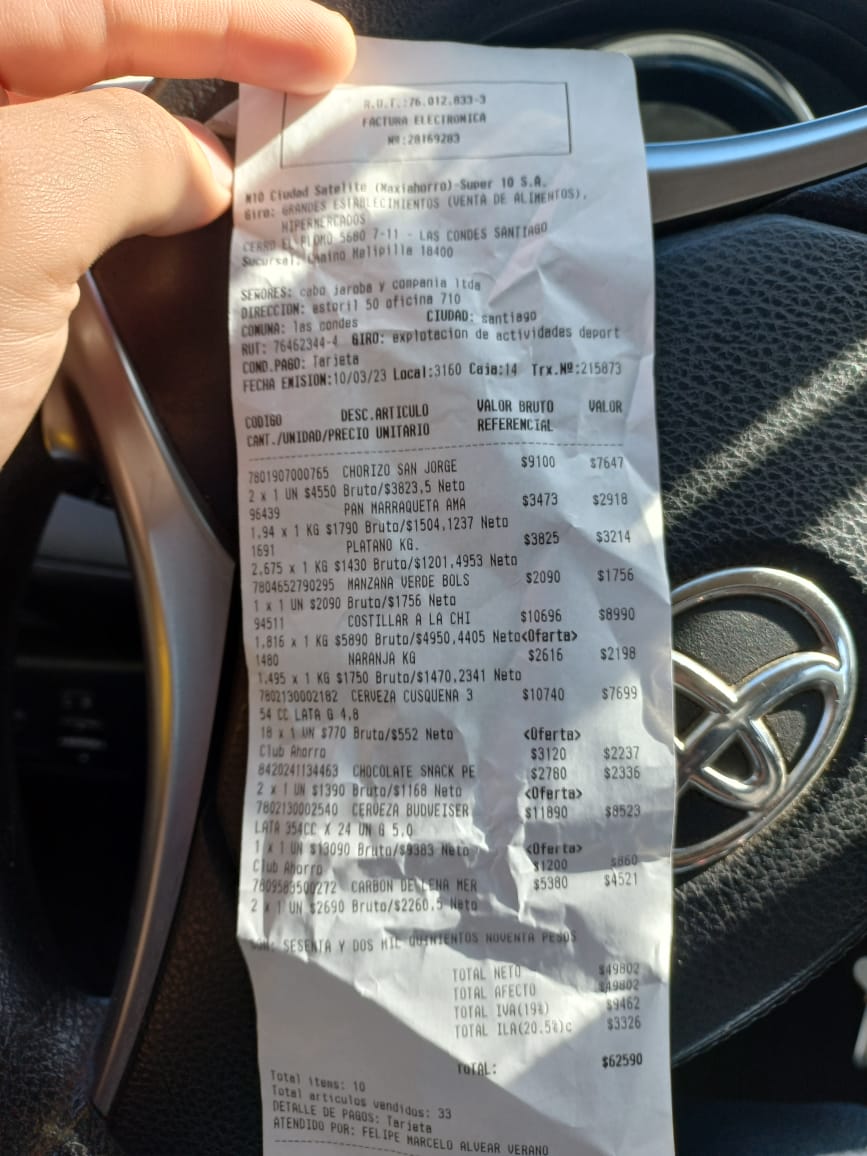 R.U.T.:76.012.833-3
FACTURA ELECTRONICA
Nº:28169283
M10 Ciudad Satelite (Maxiahorro)-Super 10 S.A.
Giro: GRANDES ESTABLECIMIENTOS (VENTA DE ALIMENTOS),
HIPERMERCADOS
CERRO EL PLOMO 5680 7-11 - LAS CONDES SANTIAGO
Sucursal: Camino Melipilla 18400
SEÑORES: cabo jaroba y compania ltda
DIRECCION: estoril 50 oficina 710
COMUNA: las condes CIUDAD: santiago
RUT: 76462344-4 GIRO: explotacion de actividades deport
COND.PAGO: Tarjeta
FECHA EMISION:10/03/23 Local:3160 Caja:14 Trx.Nº:215873
CODIGO DESC.ARTICULO VALOR BRUTO VALOR
CANT./UNIDAD/PRECIO UNITARIO REFERENCIAL
7801907000765 CHORIZO SAN JORGE $9100 $7647
2 x 1 UN $4550 Bruto/$3823,5 Neto
96439 PAN MARRAQUETA AMA $3473 $2918
1,94 x 1 KG $1790 Bruto/$1504,1237 Neto
1691 PLATANO KG. $3825 $3214
2,675 x 1 KG $1430 Bruto/$1201,4953 Neto
7804652790295 MANZANA VERDE BOLS $2090 $1756
1 x 1 UN $2090 Bruto/$1756 Neto
94511 COSTILLAR A LA CHI $10696 $8990
1,816 x 1 KG $5890 Bruto/$4950,4405 Neto<Oferta>
1480 NARANJA KG $2616 $2198
1,495 x 1 KG $1750 Bruto/$1470,2341 Neto
7802130002182 CERVEZA CUSQUENA 3 $10740 $7699
54 CC LATA G 4,8
18 x 1 UN $770 Bruto/$552 Neto <Oferta>
Club Ahorro $3120 $2237
8420241134463 CHOCOLATE SNACK PE $2780 $2336
2 x 1 UN $1390 Bruto/$1168 Neto <Oferta>
7802130002540 CERVEZA BUDWEISER $11890 $8523
LATA 354CC X 24 UN G 5,0
1 x 1 UN $13090 Bruto/$9383 Neto <Oferta>
Club Ahorro $1200 $860
7809583500272 CARBON DE LENA MER $5380 $4521
2 x 1 UN $2690 Bruto/$2260,5 Neto
SON: SESENTA Y DOS MIL QUINIENTOS NOVENTA PESOS
TOTAL NETO $49802
TOTAL AFECTO $49802
TOTAL IVA(19%) $9462
TOTAL ILA(20.5%)c $3326
TOTAL: $62590
Total items: 10
Total articulos vendidos: 33
DETALLE DE PAGOS: Tarjeta
ATENDIDO POR: FELIPE MARCELO ALVEAR VERANO